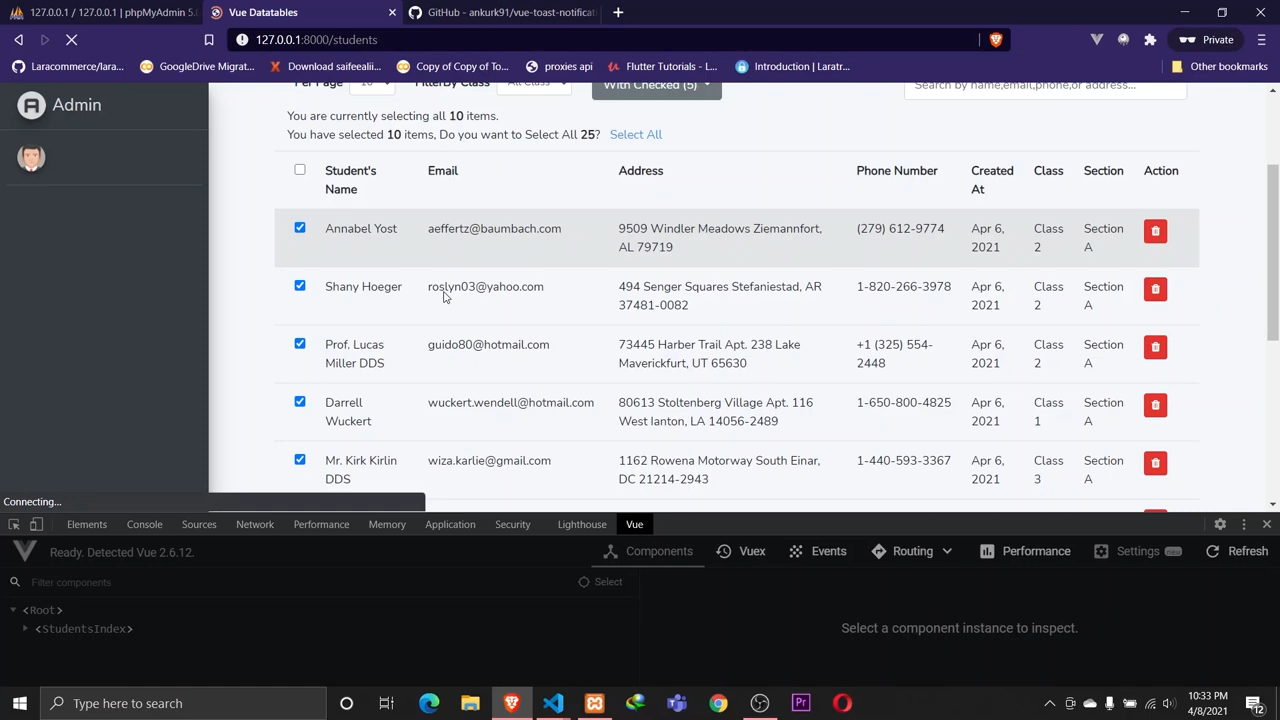 127.0.0.1 / 127.0.0.1 | phpMyAdmin 5.
Vue Datatables
GitHub - ankurk91/vue-toast-notificat
127.0.0.1:8000/students
Private
Laracommerce/lara...
GoogleDrive Migrat...
Download saifeealii...
Copy of Copy of To...
proxies api
Flutter Tutorials - L...
Introduction | Laratr...
Other bookmarks
Admin
Per Page
10
FilterBy Class
All Class
With Checked (5)
Search by name,email,phone,or address...
You are currently selecting all 10 items.
You have selected 10 items, Do you want to Select All 25? Select All
Student's Name Email Address Phone Number Created At Class Section Action
Annabel Yost aeffertz@baumbach.com 9509 Windler Meadows Ziemannfort, AL 79719 (279) 612-9774 Apr 6, 2021 Class 2 Section A
Shany Hoeger roslyn03@yahoo.com 494 Senger Squares Stefaniestad, AR 37481-0082 1-820-266-3978 Apr 6, 2021 Class 2 Section A
Prof. Lucas Miller DDS guido80@hotmail.com 73445 Harber Trail Apt. 238 Lake Maverickfurt, UT 65630 +1 (325) 554-2448 Apr 6, 2021 Class 2 Section A
Darrell Wuckert wuckert.wendell@hotmail.com 80613 Stoltenberg Village Apt. 116 West Ianton, LA 14056-2489 1-650-800-4825 Apr 6, 2021 Class 1 Section A
Mr. Kirk Kirlin DDS wiza.karlie@gmail.com 1162 Rowena Motorway South Einar, DC 21214-2943 1-440-593-3367 Apr 6, 2021 Class 3 Section A
Connecting...
Elements Console Sources Network Performance Memory Application Security Lighthouse Vue
Ready. Detected Vue 2.6.12.
Components Vuex Events Routing Performance Settings new Refresh
Filter components
Select
<Root>
<StudentsIndex>
Select a component instance to inspect.
Type here to search
10:33 PM
4/8/2021
12